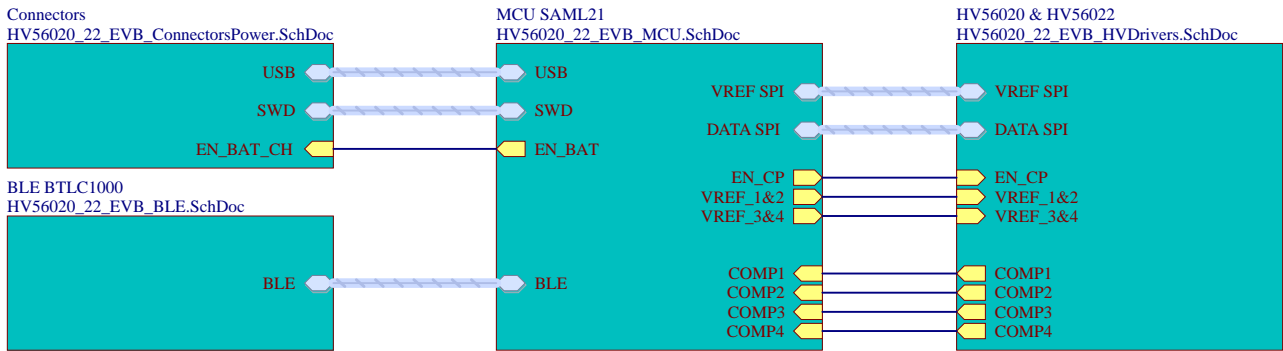 Connectors
HV56020_22_EVB_ConnectorsPower.SchDoc
USB
SWD
EN_BAT_CH
BLE BTLC1000
HV56020_22_EVB_BLE.SchDoc
BLE
MCU SAML21
HV56020_22_EVB_MCU.SchDoc
USB
SWD
EN_BAT
BLE
VREF SPI
DATA SPI
EN_CP
VREF_1&2
VREF_3&4
COMP1
COMP2
COMP3
COMP4
HV56020 & HV56022
HV56020_22_EVB_HVDrivers.SchDoc
VREF SPI
DATA SPI
EN_CP
VREF_1&2
VREF_3&4
COMP1
COMP2
COMP3
COMP4